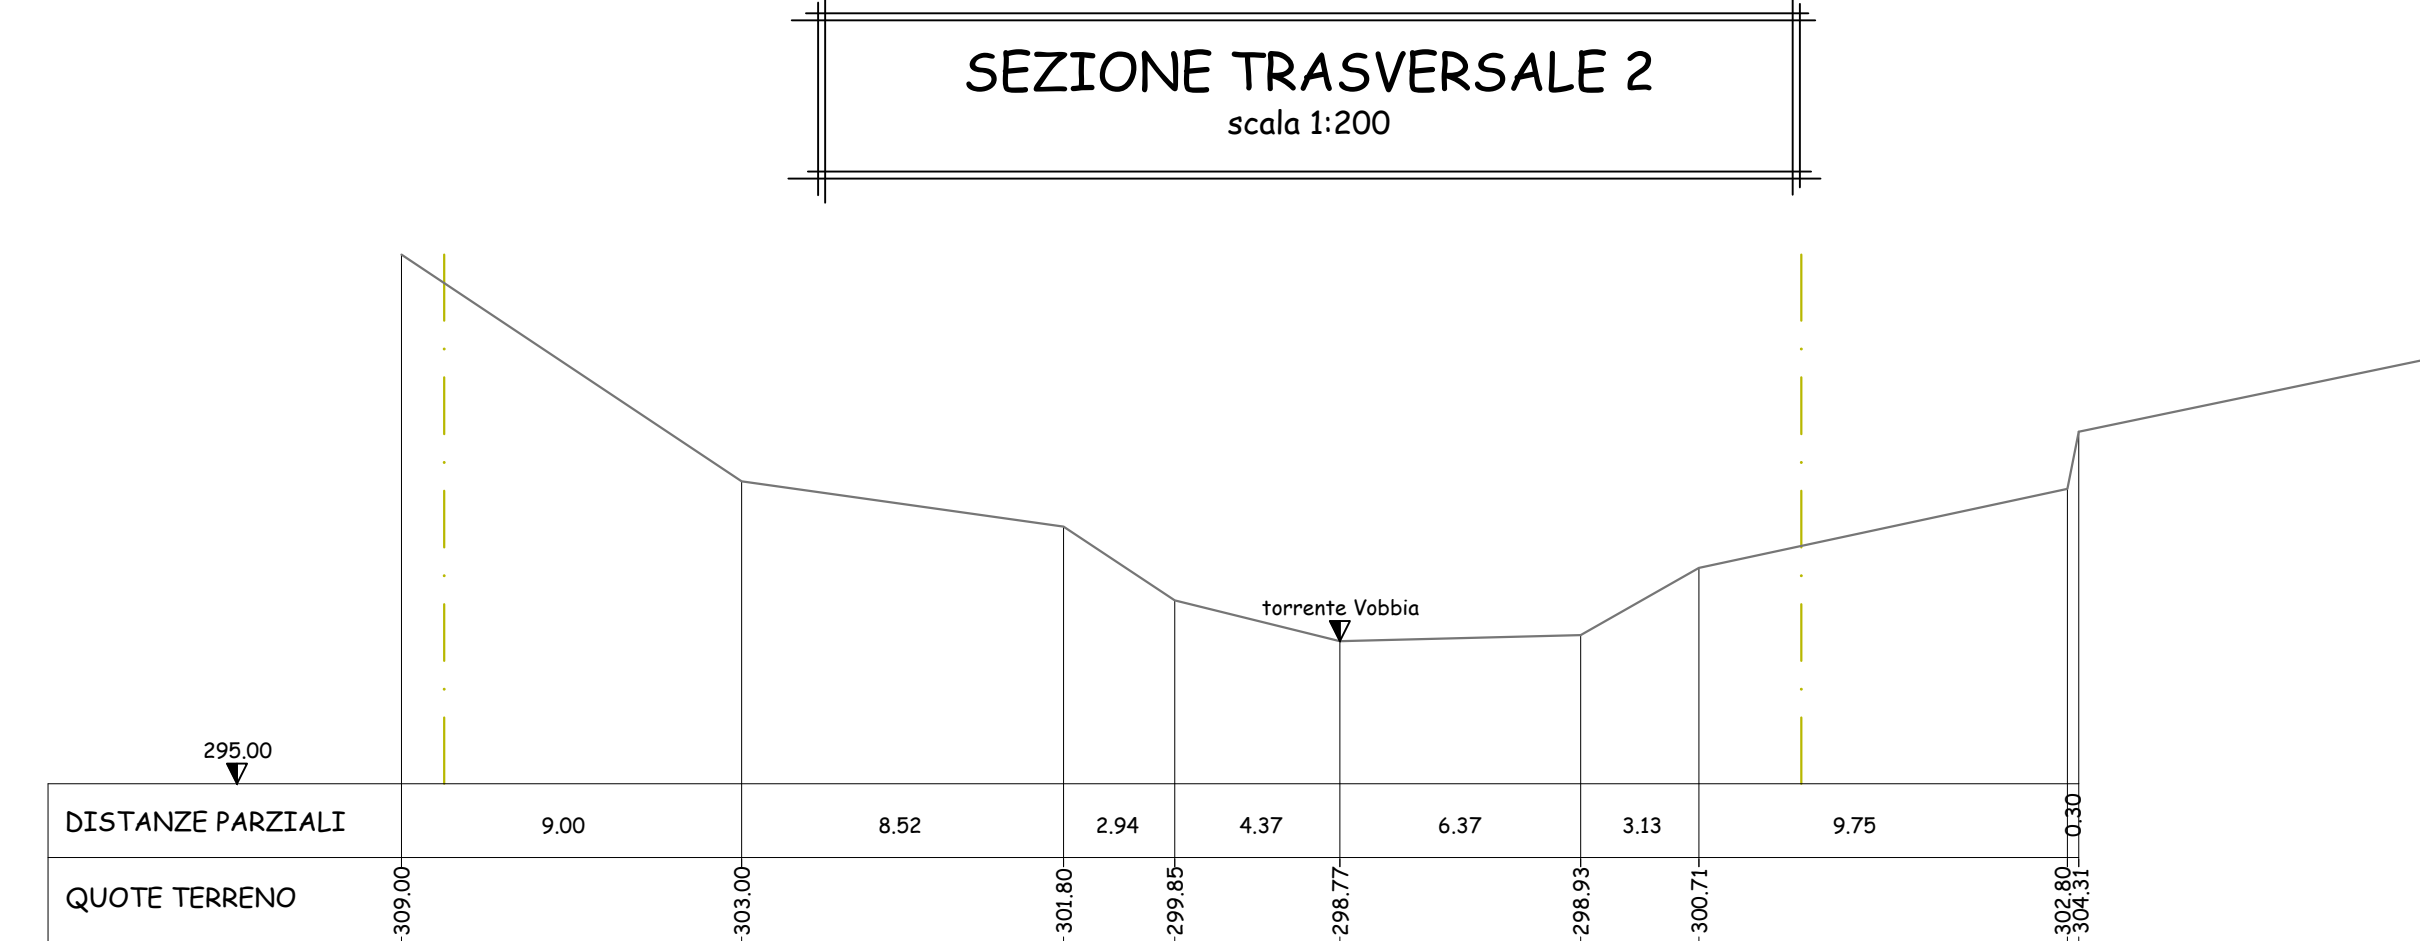 SEZIONE TRASVERSALE 2
scala 1:200
torrente Vobbia
295.00
DISTANZE PARZIALI 9.00 8.52 2.94 4.37 6.37 3.13 9.75 0.30
QUOTE TERRENO 309.00 303.00 301.80 299.85 298.77 298.93 300.71 302.80 304.31